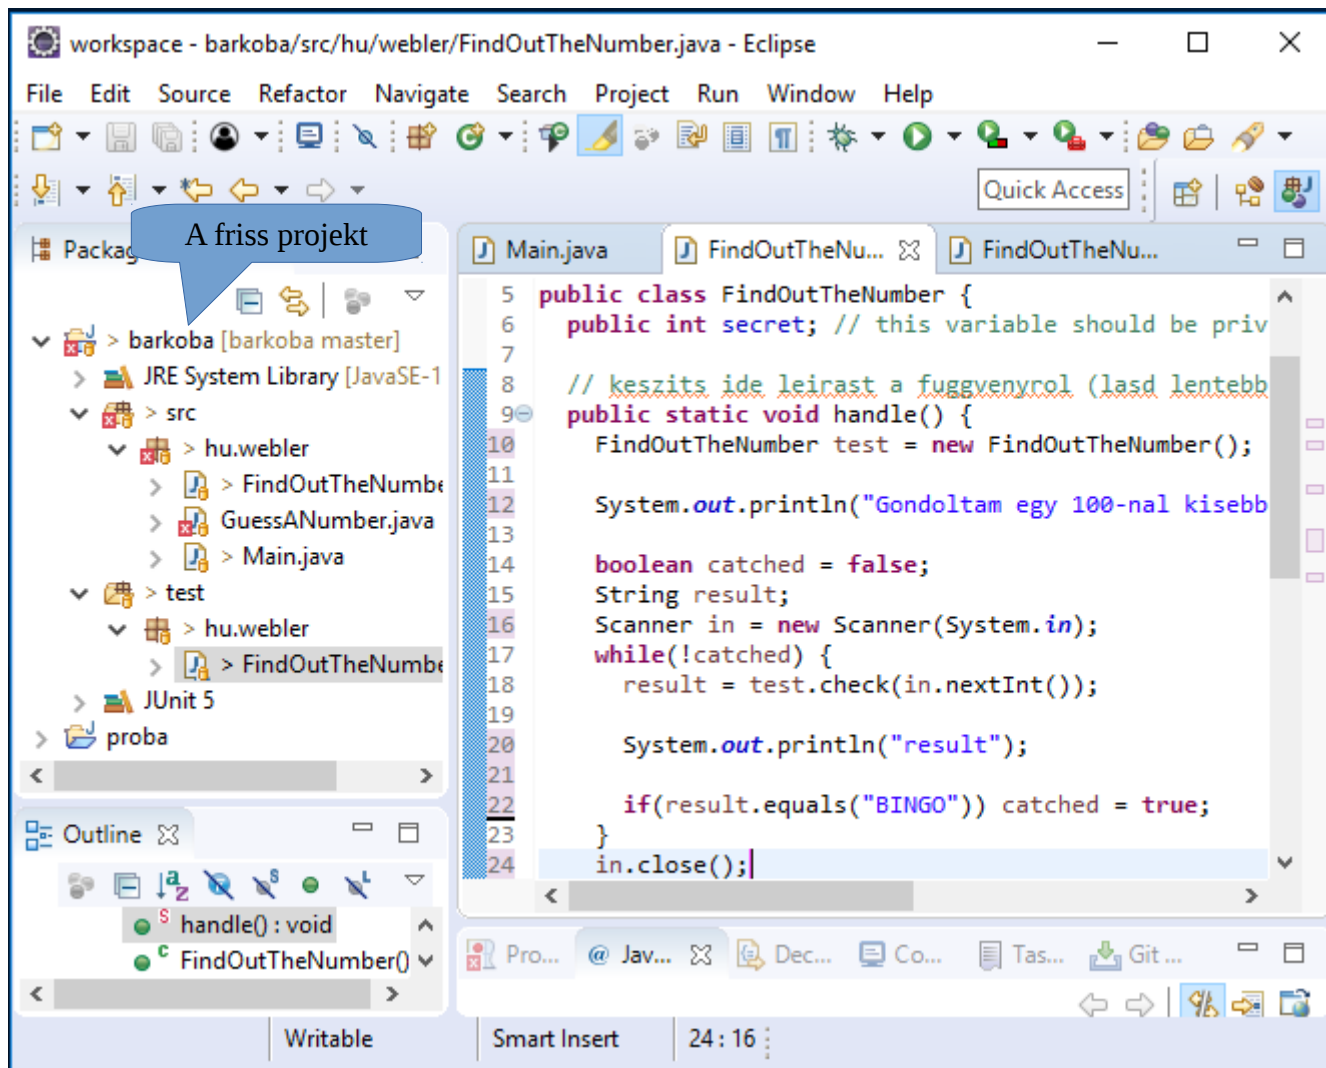 workspace - barkoba/src/hu/webler/FindOutTheNumber.java - Eclipse
File Edit Source Refactor Navigate Search Project Run Window Help
Quick Access
A friss projekt
Packag
> barkoba [barkoba master]
JRE System Library [JavaSE-1
> src
> hu.webler
> FindOutTheNumbe
GuessANumber.java
> Main.java
> test
> hu.webler
> FindOutTheNumbe
JUnit 5
proba
Outline
handle() : void
FindOutTheNumber()
Main.java FindOutTheNu... FindOutTheNu...
5 public class FindOutTheNumber {
6 public int secret; // this variable should be priv
7
8 // keszits ide leirast a fuggvenyrol (lasd lentebb
9 public static void handle() {
10 FindOutTheNumber test = new FindOutTheNumber();
11
12 System.out.println("Gondoltam egy 100-nal kisebb
13
14 boolean catched = false;
15 String result;
16 Scanner in = new Scanner(System.in);
17 while(!catched) {
18 result = test.check(in.nextInt());
19
20 System.out.println("result");
21
22 if(result.equals("BINGO")) catched = true;
23 }
24 in.close();
Pro... @ Jav... Dec... Co... Tas... Git ...
Writable Smart Insert 24 : 16